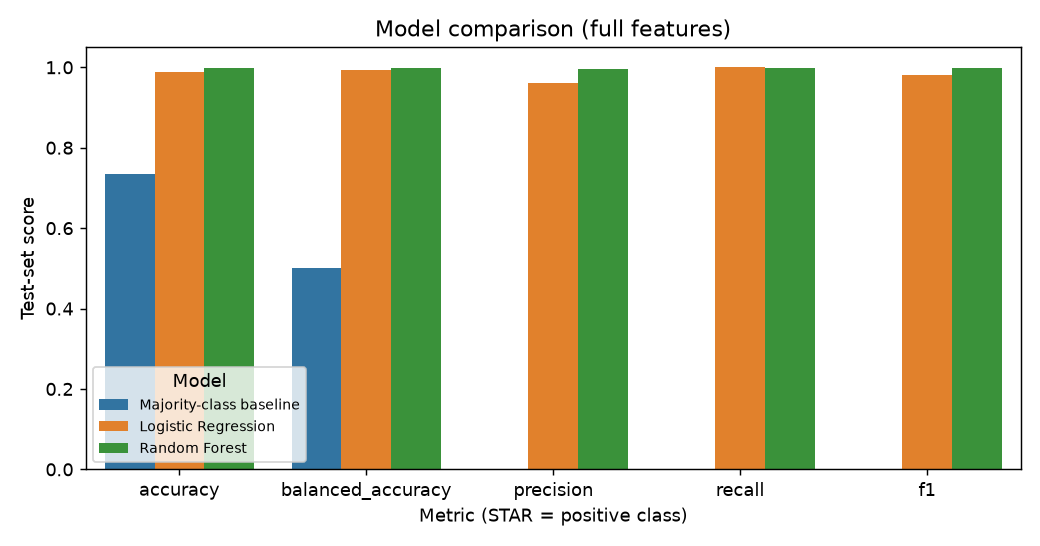 Model comparison (full features)
Test-set score
1.0
0.8
0.6
0.4
0.2
0.0
Model
Majority-class baseline
Logistic Regression
Random Forest
accuracy balanced_accuracy precision recall f1
Metric (STAR = positive class)